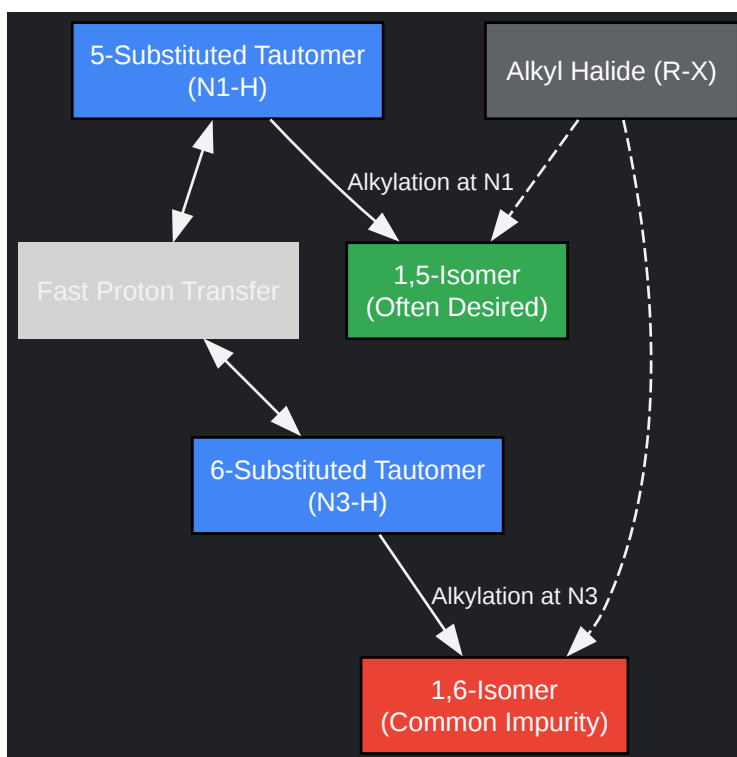 5-Substituted Tautomer
(N1-H)
Alkyl Halide (R-X)
Alkylation at N1
Fast Proton Transfer
1,5-Isomer
(Often Desired)
6-Substituted Tautomer
(N3-H)
Alkylation at N3
1,6-Isomer
(Common Impurity)